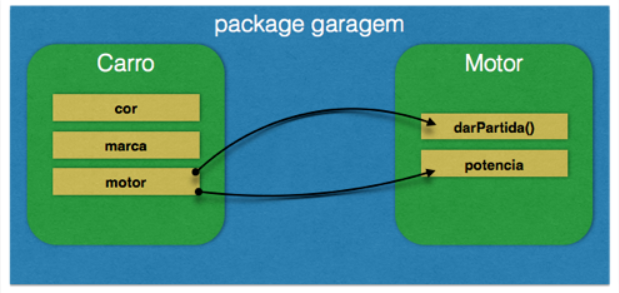 package garagem
Carro
cor
marca
motor
Motor
darPartida()
potencia